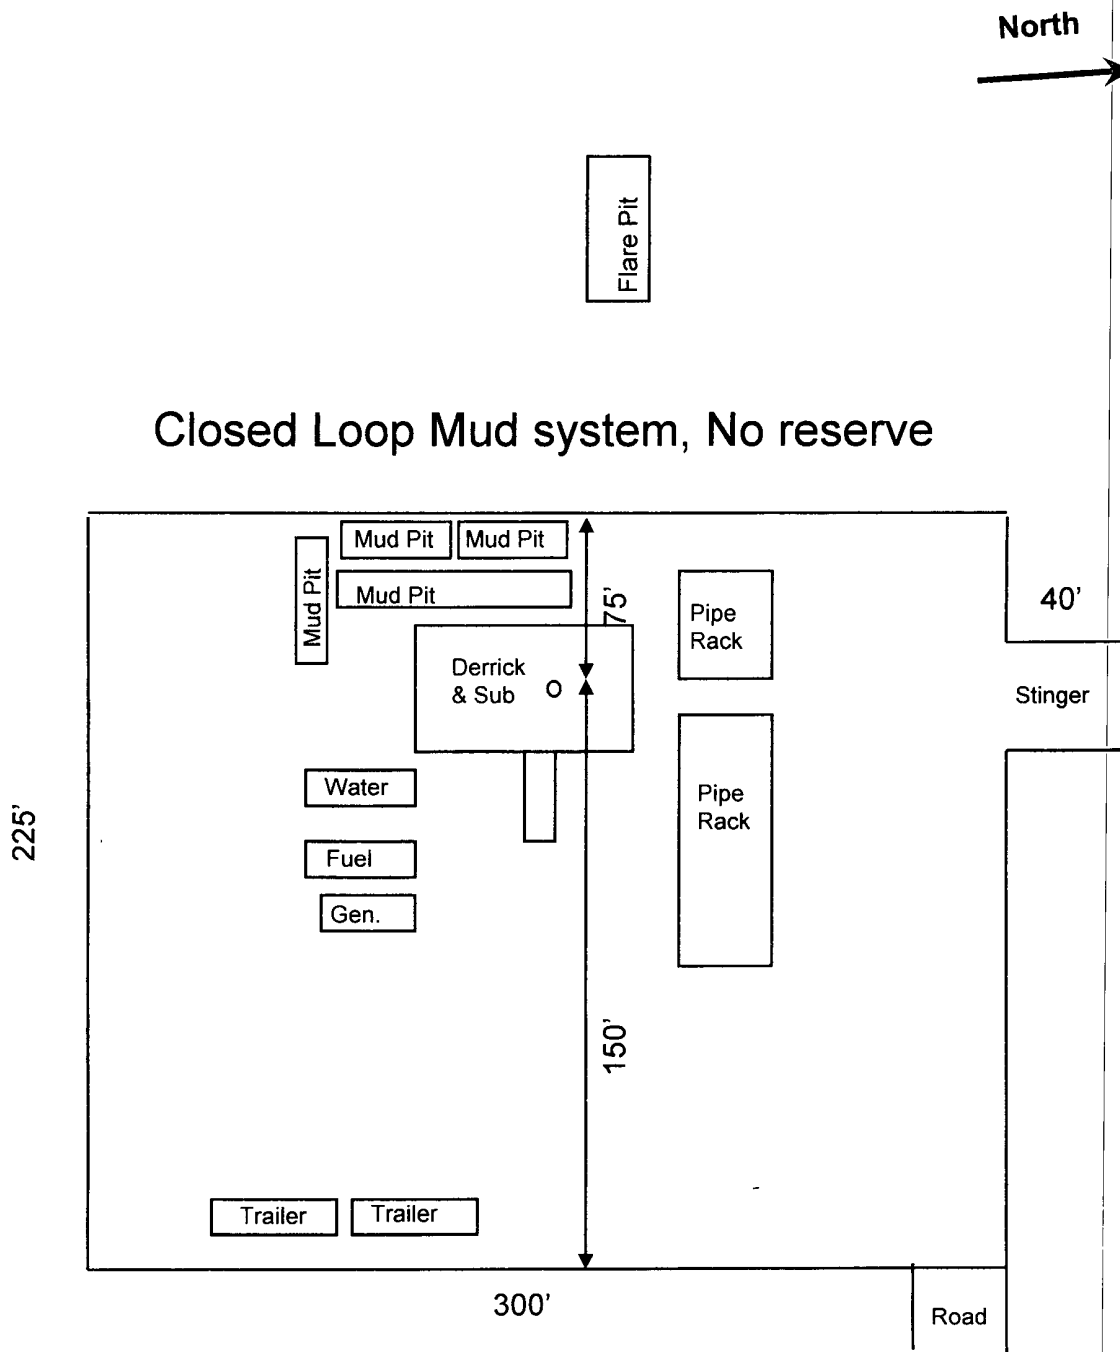 North
Flare Pit
Closed Loop Mud system, No reserve
Mud Pit
Mud Pit
Mud Pit
Mud Pit
75'
Pipe
Rack
40'
Derrick
& Sub
Stinger
Water
Pipe
Rack
225'
Fuel
Gen.
150'
Trailer
Trailer
300'
Road